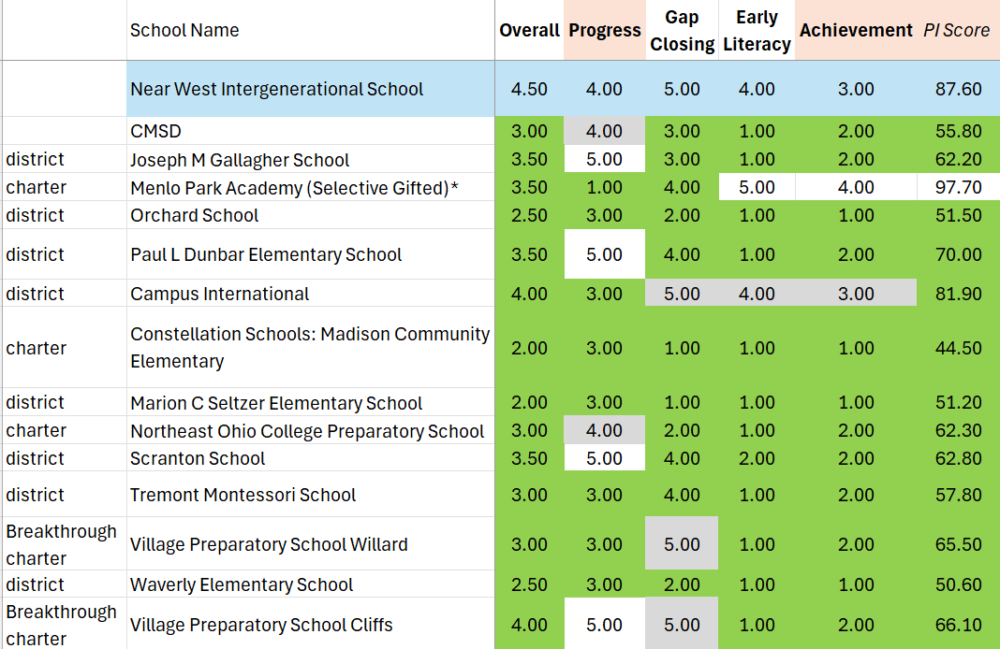 School Name Overall Progress Gap Closing Early Literacy Achievement PI Score
Near West Intergenerational School 4.50 4.00 5.00 4.00 3.00 87.60
CMSD 3.00 4.00 3.00 1.00 2.00 55.80
district Joseph M Gallagher School 3.50 5.00 3.00 1.00 2.00 62.20
charter Menlo Park Academy (Selective Gifted)* 3.50 1.00 4.00 5.00 4.00 97.70
district Orchard School 2.50 3.00 2.00 1.00 1.00 51.50
district Paul L Dunbar Elementary School 3.50 5.00 4.00 1.00 2.00 70.00
district Campus International 4.00 3.00 5.00 4.00 3.00 81.90
charter Constellation Schools: Madison Community Elementary 2.00 3.00 1.00 1.00 1.00 44.50
district Marion C Seltzer Elementary School 2.00 3.00 1.00 1.00 1.00 51.20
charter Northeast Ohio College Preparatory School 3.00 4.00 2.00 1.00 2.00 62.30
district Scranton School 3.50 5.00 4.00 2.00 2.00 62.80
district Tremont Montessori School 3.00 3.00 4.00 1.00 2.00 57.80
Breakthrough charter Village Preparatory School Willard 3.00 3.00 5.00 1.00 2.00 65.50
district Waverly Elementary School 2.50 3.00 2.00 1.00 1.00 50.60
Breakthrough charter Village Preparatory School Cliffs 4.00 5.00 5.00 1.00 2.00 66.10